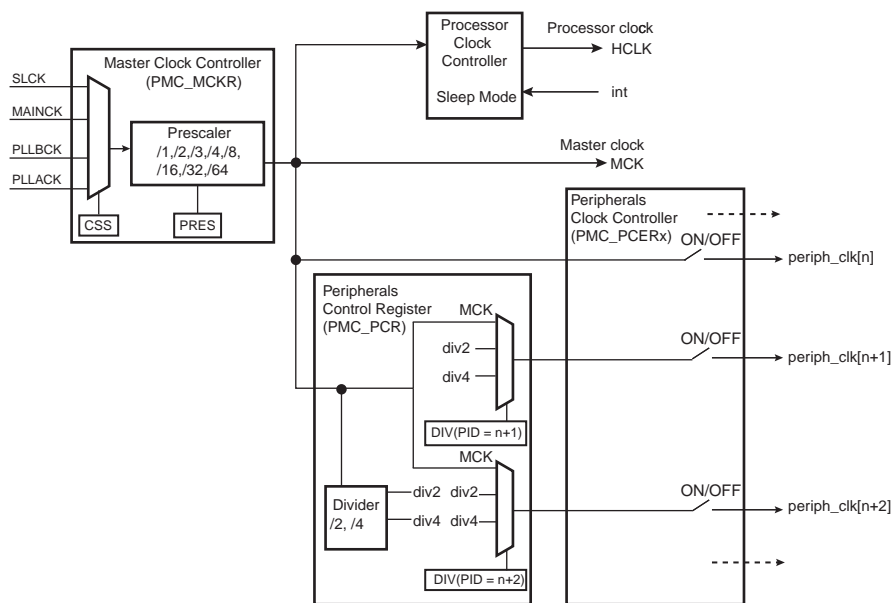 Processor
Clock
Controller
Sleep Mode
Processor clock
HCLK
int
Master Clock Controller
(PMC_MCKR)
SLCK
MAINCK
PLLBCK
PLLACK
Prescaler
/1,/2,/3,/4,/8,
/16,/32,/64
CSS
PRES
Master clock
MCK
Peripherals
Clock Controller
(PMC_PCERx)
ON/OFF
periph_clk[n]
Peripherals
Control Register
(PMC_PCR)
MCK
div2
div4
DIV(PID = n+1)
ON/OFF
periph_clk[n+1]
MCK
Divider
/2, /4
div2
div2
div4
div4
DIV(PID = n+2)
ON/OFF
periph_clk[n+2]